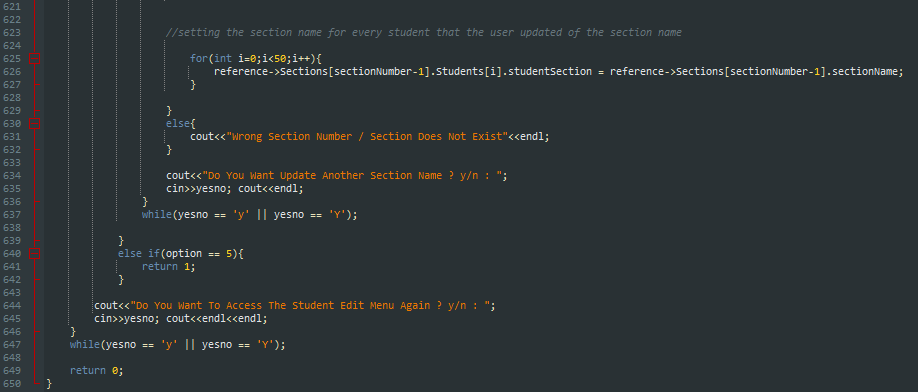 621
622
623 //setting the section name for every student that the user updated of the section name
624
625 for(int i=0;i<50;i++){
626 reference->Sections[sectionNumber-1].Students[i].studentSection = reference->Sections[sectionNumber-1].sectionName;
627 }
628
629 }
630 else{
631 cout<<"Wrong Section Number / Section Does Not Exist"<<endl;
632 }
633
634 cout<<"Do You Want Update Another Section Name ? y/n : ";
635 cin>>yesno; cout<<endl;
636 }
637 while(yesno == 'y' || yesno == 'Y');
638
639 }
640 else if(option == 5){
641 return 1;
642 }
643
644 cout<<"Do You Want To Access The Student Edit Menu Again ? y/n : ";
645 cin>>yesno; cout<<endl<<endl;
646 }
647 while(yesno == 'y' || yesno == 'Y');
648
649 return 0;
650 }